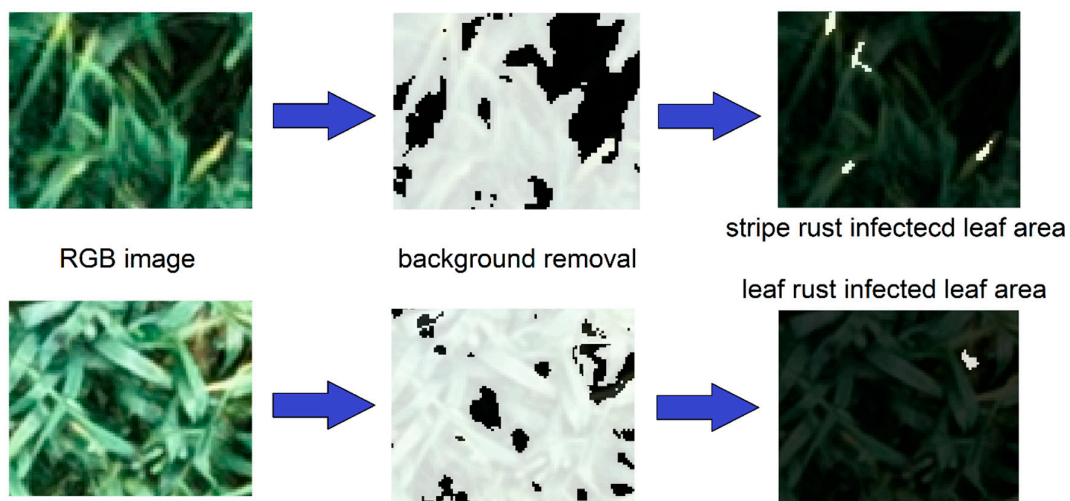 stripe rust infectecd leaf area
RGB image
background removal
leaf rust infected leaf area